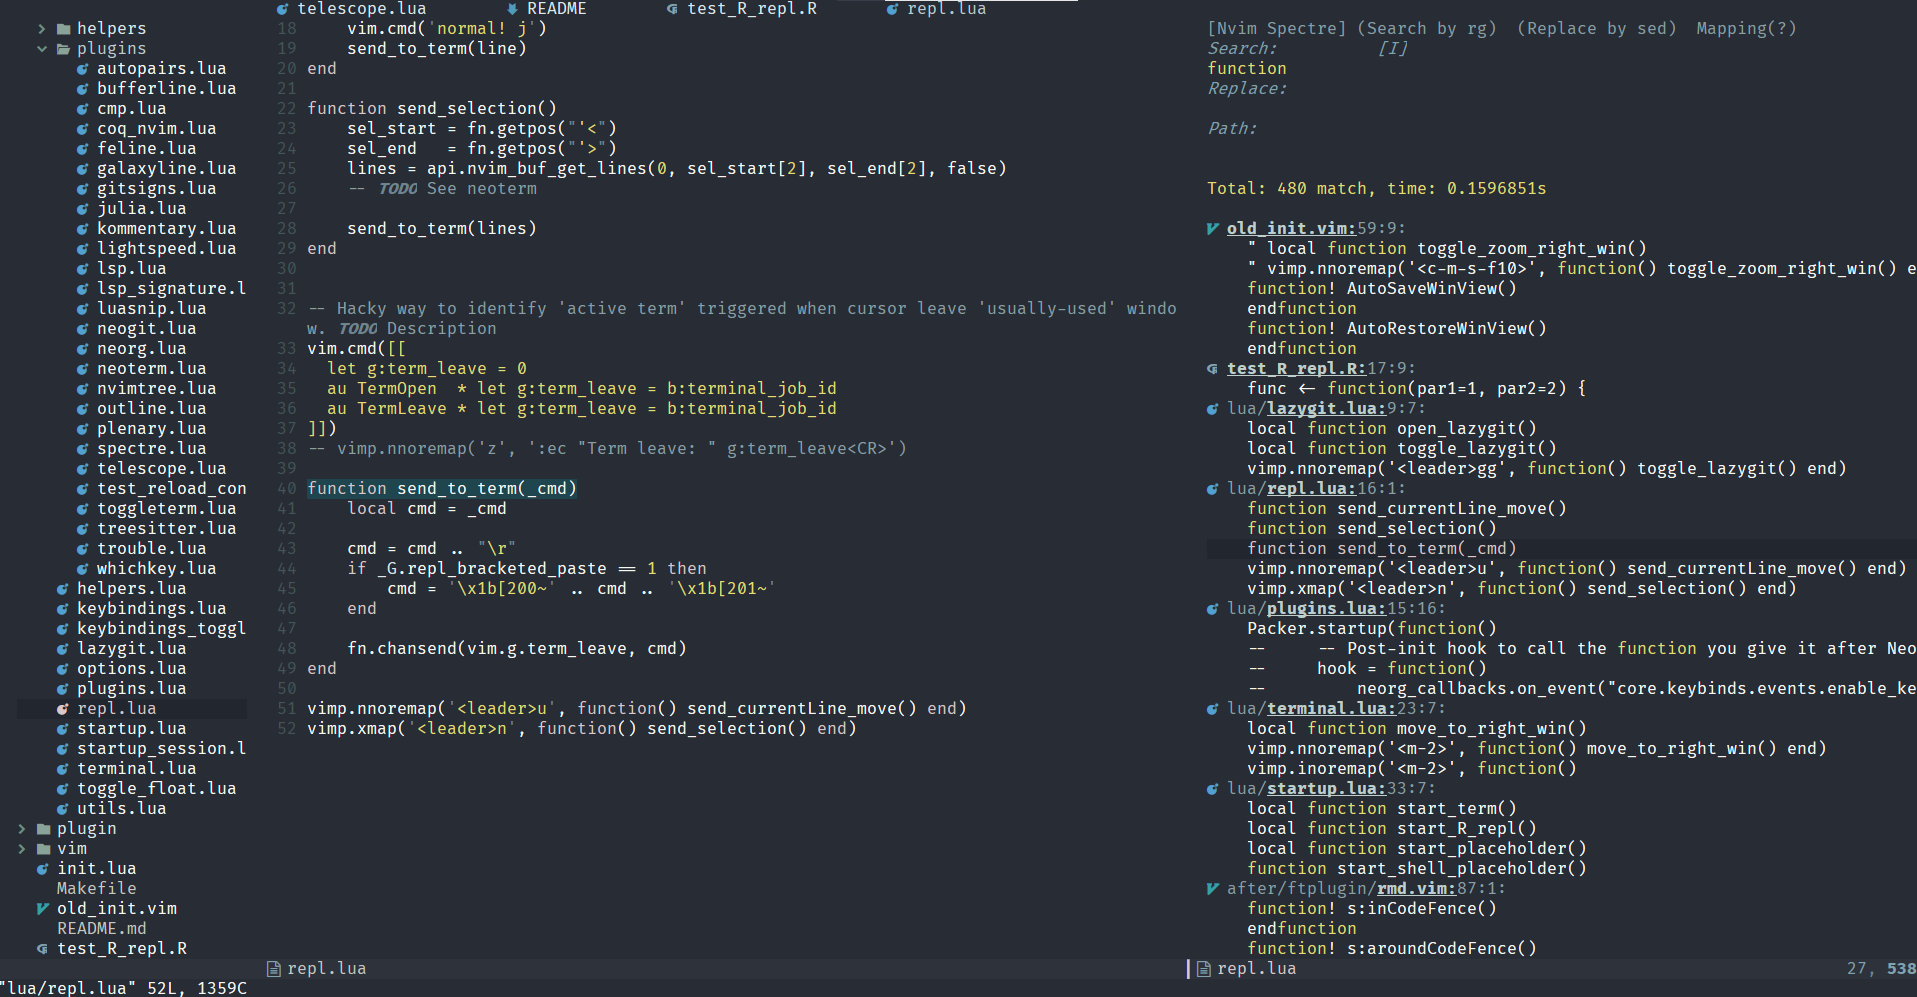 telescope.lua README test_R_repl.R repl.lua
helpers
plugins
autopairs.lua
bufferline.lua
cmp.lua
coq_nvim.lua
feline.lua
galaxyline.lua
gitsigns.lua
julia.lua
kommentary.lua
lightspeed.lua
lsp.lua
lsp_signature.l
luasnip.lua
neogit.lua
neorg.lua
neoterm.lua
nvimtree.lua
outline.lua
plenary.lua
spectre.lua
telescope.lua
test_reload_con
toggleterm.lua
treesitter.lua
trouble.lua
whichkey.lua
helpers.lua
keybindings.lua
keybindings_toggl
lazygit.lua
options.lua
plugins.lua
repl.lua
startup.lua
startup_session.l
terminal.lua
toggle_float.lua
utils.lua
plugin
vim
init.lua
Makefile
old_init.vim
README.md
test_R_repl.R
18 vim.cmd('normal! j')
19 send_to_term(line)
20 end
21
22 function send_selection()
23 sel_start = fn.getpos("'<")
24 sel_end = fn.getpos("'>")
25 lines = api.nvim_buf_get_lines(0, sel_start[2], sel_end[2], false)
26 -- TODO See neoterm
27
28 send_to_term(lines)
29 end
30
31
32 -- Hacky way to identify 'active term' triggered when cursor leave 'usually-used' windo
w. TODO Description
33 vim.cmd([[
34 let g:term_leave = 0
35 au TermOpen * let g:term_leave = b:terminal_job_id
36 au TermLeave * let g:term_leave = b:terminal_job_id
37 ]])
38 -- vimp.nnoremap('z', ':ec "Term leave: " g:term_leave<CR>')
39
40 function send_to_term(_cmd)
41 local cmd = _cmd
42
43 cmd = cmd .. "\r"
44 if _G.repl_bracketed_paste == 1 then
45 cmd = '\x1b[200~' .. cmd .. '\x1b[201~'
46 end
47
48 fn.chansend(vim.g.term_leave, cmd)
49 end
50
51 vimp.nnoremap('<leader>u', function() send_currentLine_move() end)
52 vimp.xmap('<leader>n', function() send_selection() end)
[Nvim Spectre] (Search by rg) (Replace by sed) Mapping(?)
Search: [I]
function
Replace:
Path:
Total: 480 match, time: 0.1596851s
old_init.vim:59:9:
" local function toggle_zoom_right_win()
" vimp.nnoremap('<c-m-s-f10>', function() toggle_zoom_right_win() e
function! AutoSaveWinView()
endfunction
function! AutoRestoreWinView()
endfunction
test_R_repl.R:17:9:
func <- function(par1=1, par2=2) {
lua/lazygit.lua:9:7:
local function open_lazygit()
local function toggle_lazygit()
vimp.nnoremap('<leader>gg', function() toggle_lazygit() end)
lua/repl.lua:16:1:
function send_currentLine_move()
function send_selection()
function send_to_term(_cmd)
vimp.nnoremap('<leader>u', function() send_currentLine_move() end)
vimp.xmap('<leader>n', function() send_selection() end)
lua/plugins.lua:15:16:
Packer.startup(function()
-- -- Post-init hook to call the function you give it after Neo
-- hook = function()
-- neorg_callbacks.on_event("core.keybinds.events.enable_ke
lua/terminal.lua:23:7:
local function move_to_right_win()
vimp.nnoremap('<m-2>', function() move_to_right_win() end)
vimp.inoremap('<m-2>', function()
lua/startup.lua:33:7:
local function start_term()
local function start_R_repl()
local function start_placeholder()
function start_shell_placeholder()
after/ftplugin/rmd.vim:87:1:
function! s:inCodeFence()
endfunction
function! s:aroundCodeFence()
repl.lua
repl.lua 27, 538
"lua/repl.lua" 52L, 1359C